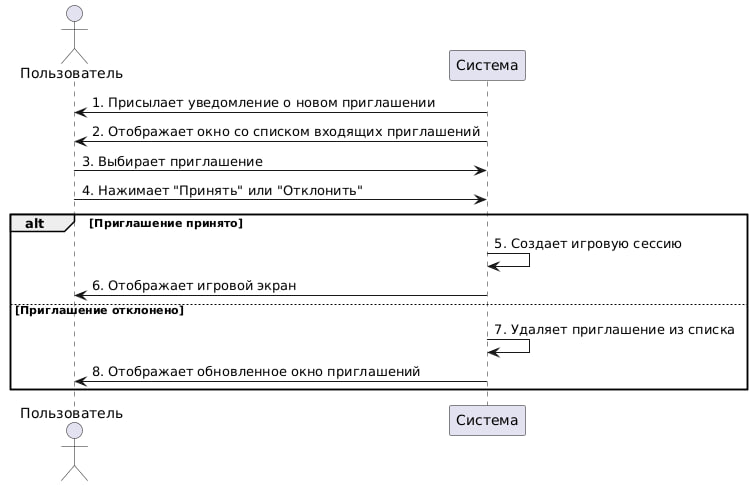 Пользователь
Система
1. Присылает уведомление о новом приглашении
2. Отображает окно со списком входящих приглашений
3. Выбирает приглашение
4. Нажимает "Принять" или "Отклонить"
alt [Приглашение принято]
5. Создает игровую сессию
6. Отображает игровой экран
[Приглашение отклонено]
7. Удаляет приглашение из списка
8. Отображает обновленное окно приглашений
Пользователь
Система